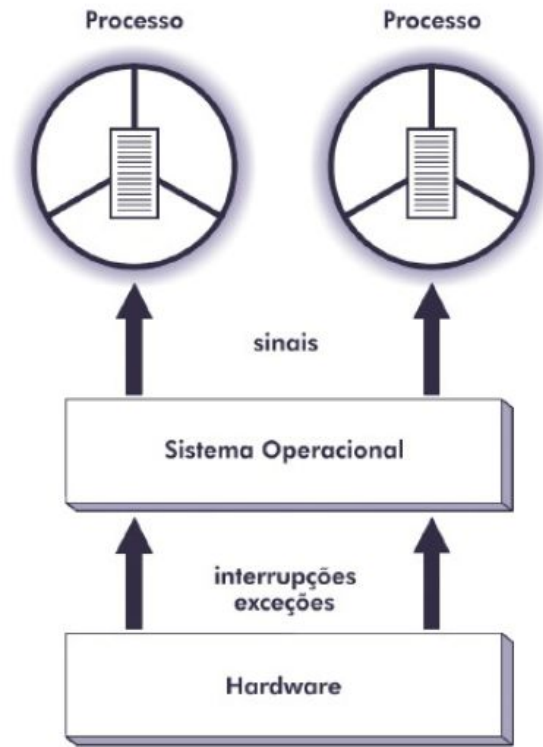 Processo
Processo
sinais
Sistema Operacional
interrupções
exceções
Hardware